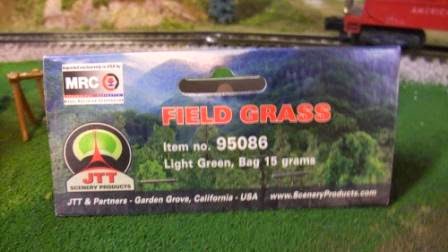 MRC
FIELD GRASS
Item no. 95086
Light Green, Bag 15 grams
JTT
SCENERY PRODUCTS
JTT & Partners - Garden Grove, California - USA
www.SceneryProducts.com
AMERICA